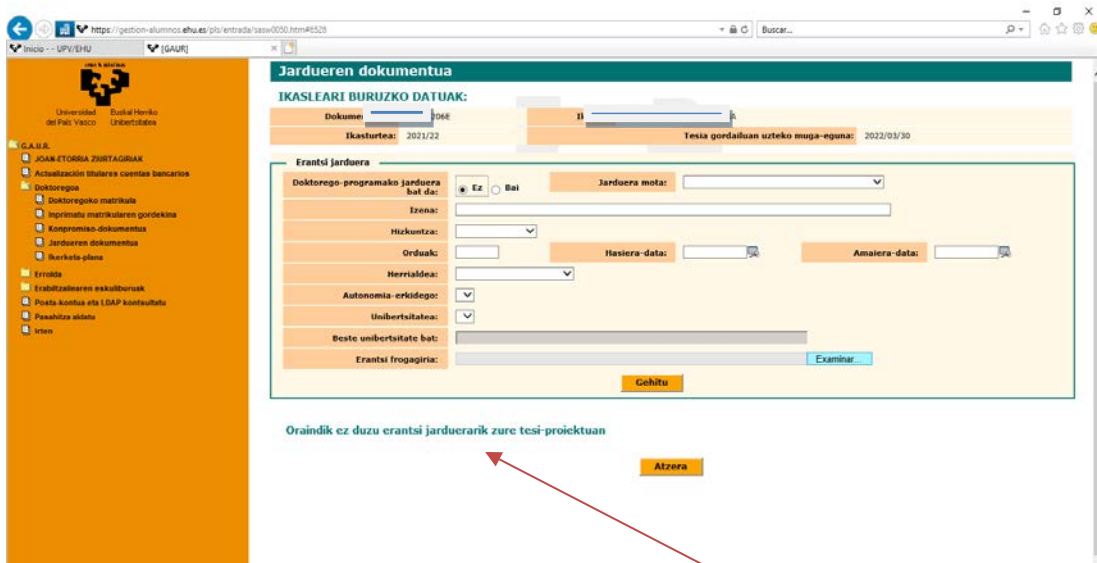 https://gestion-alumnos.ehu.es/pls/entrada/sasw0050.htm#6528
Buscar...
Inicio - - UPV/EHU
[GAUR]
Universidad
del País Vasco
Euskal Herriko
Unibertsitatea
G.A.U.R.
JOAN-ETORRIA ZIURTAGIRIAK
Actualización titulares cuentas bancarios
Doktoregoa
Doktoregoko matrikula
Inprimatu matrikularen gordekina
Konpromiso-dokumentua
Jardueren dokumentua
Ikerketa-plana
Errolda
Erabiltzailearen eskuliburuak
Posta-kontua eta LDAP kontsultatu
Pasahitza aldatu
Irten
Jardueren dokumentua
IKASLEARI BURUZKO DATUAK:
206E
A
Ikasturtea: 2021/22
Tesia gordailuan uzteko muga-eguna: 2022/03/30
Erantsi jarduera
Doktorego-programako jarduera bat da: Ez Bai
Jarduera mota:
Izena:
Hizkuntza:
Orduak:
Hasiera-data:
Amaiera-data:
Herrialdea:
Autonomia-erkidego:
Unibertsitatea:
Beste unibertsitate bat:
Erantsi frogagiria:
Examinar...
Gehitu
Oraindik ez duzu erantsi jarduerarik zure tesi-proiektuan
Atzera